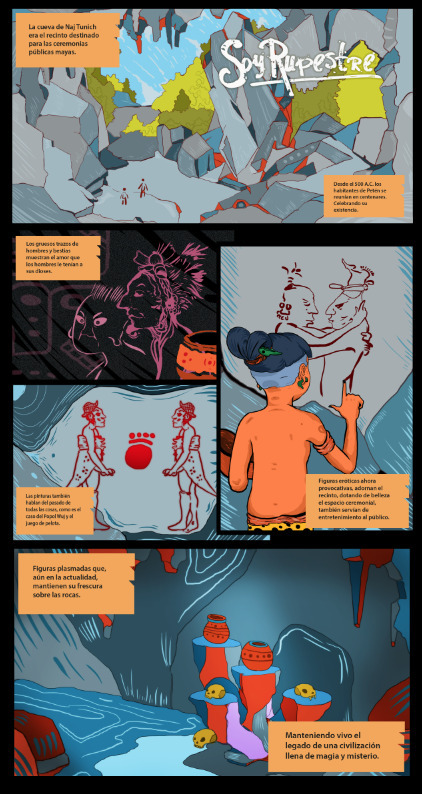 La cueva de Naj Tunich
era el recinto destinado
para las ceremonias
públicas mayas.
Soy Rupestre
Desde el 500 A.C. los
habitantes de Peten se
reunían en centenares.
Celebrando su
existencia.
Los gruesos trazos de
hombres y bestias
muestran el amor que
los hombres le tenían a
sus dioses.
Las pinturas también
hablan del pasado de
todas las cosas, como es el
caso del Popol Wuj y el
juego de pelota.
Figuras eróticas ahora
provocativas, adornan el
recinto, dotando de belleza
el espacio ceremonial,
también servían de
entretenimiento al público.
Figuras plasmadas que,
aún en la actualidad,
mantienen su frescura
sobre las rocas.
Manteniendo vivo el
legado de una civilización
llena de magia y misterio.